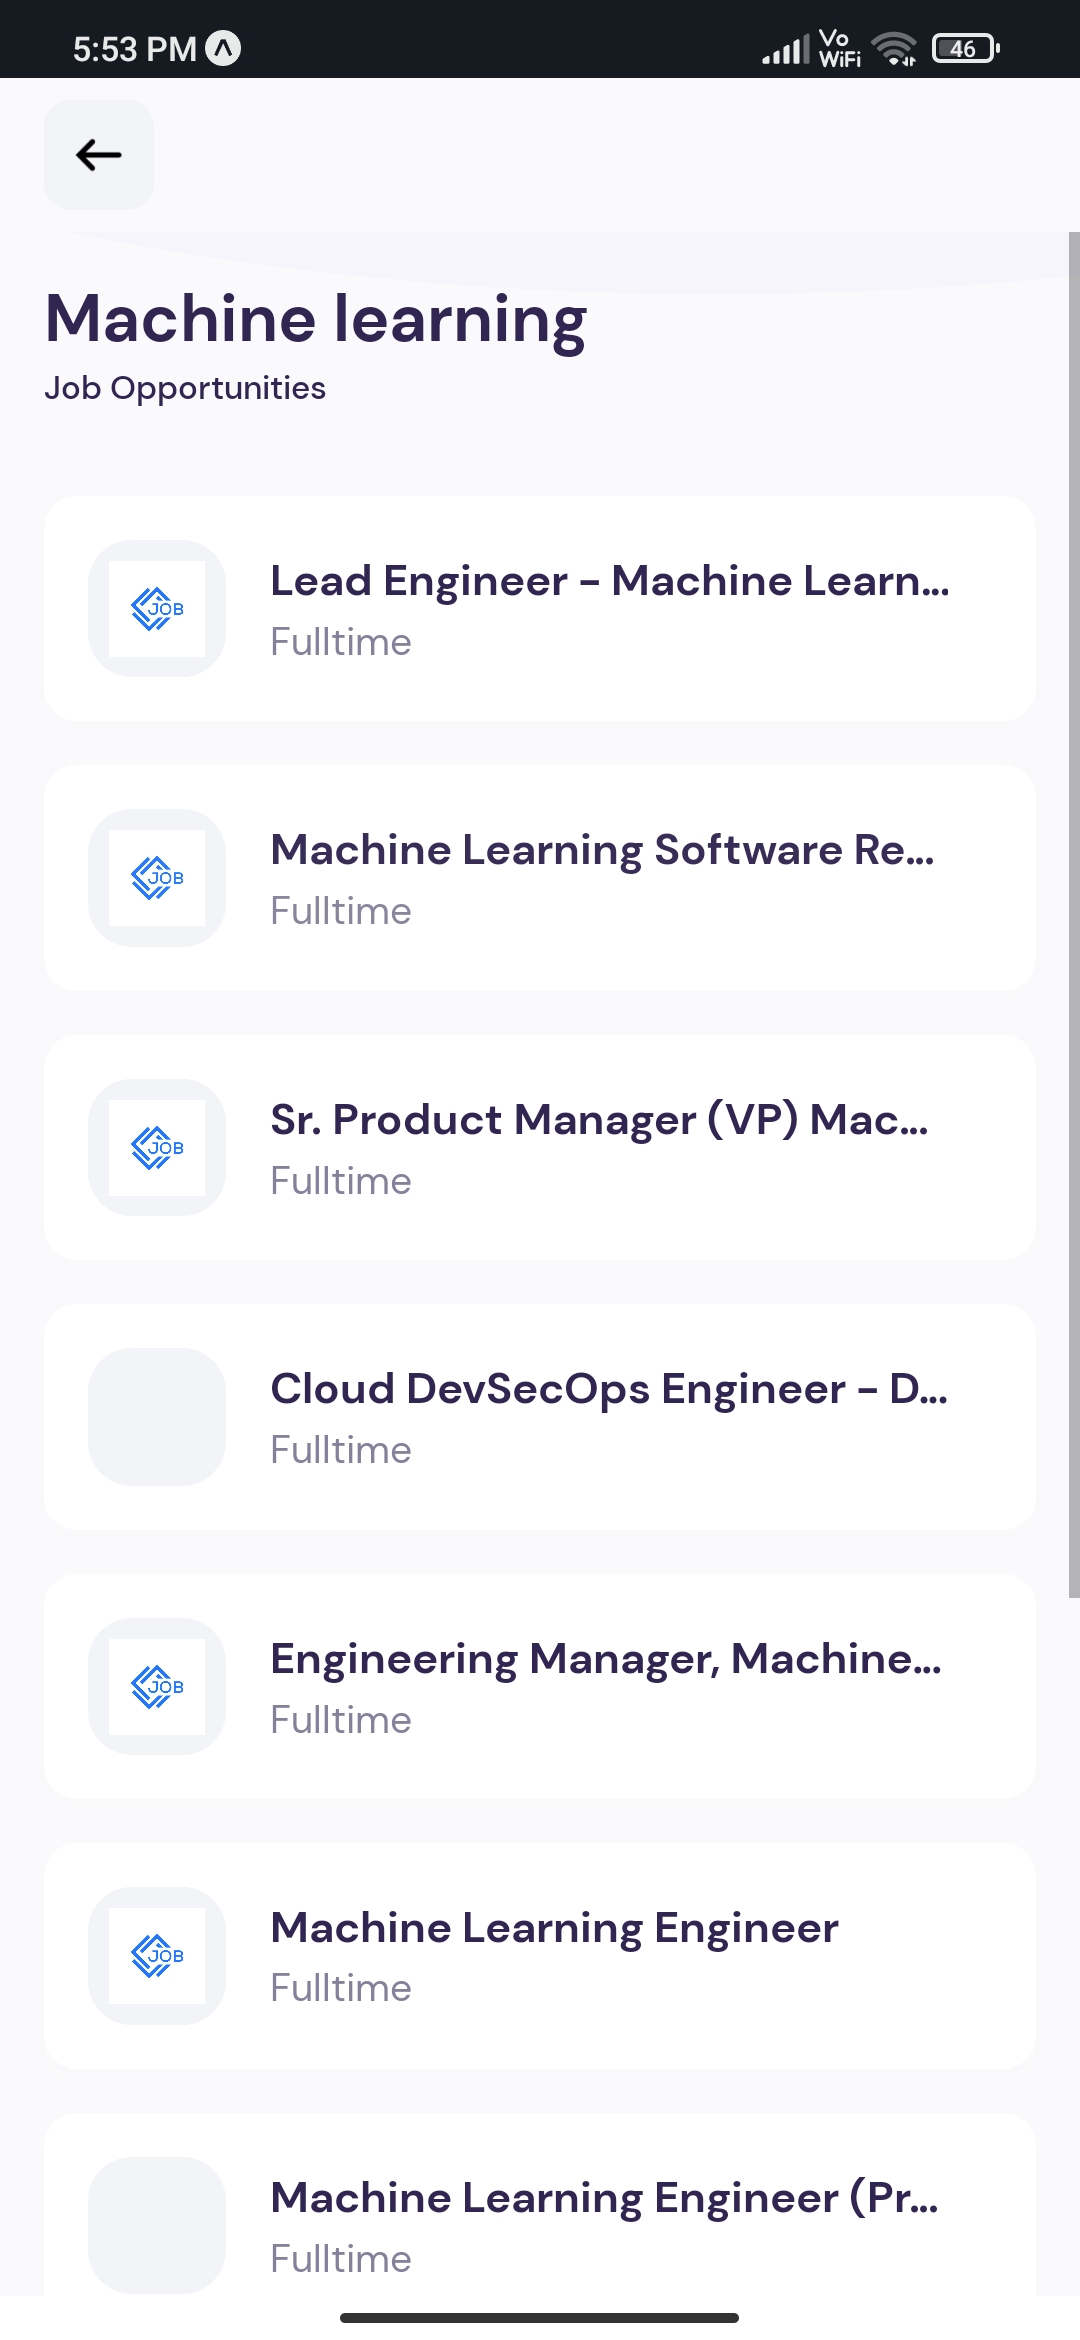 5:53 PM
Vo
WiFi
46
Machine learning
Job Opportunities
JOB
Lead Engineer - Machine Learn...
Fulltime
JOB
Machine Learning Software Re...
Fulltime
JOB
Sr. Product Manager (VP) Mac...
Fulltime
Cloud DevSecOps Engineer - D...
Fulltime
JOB
Engineering Manager, Machine...
Fulltime
JOB
Machine Learning Engineer
Fulltime
Machine Learning Engineer (Pr...
Fulltime